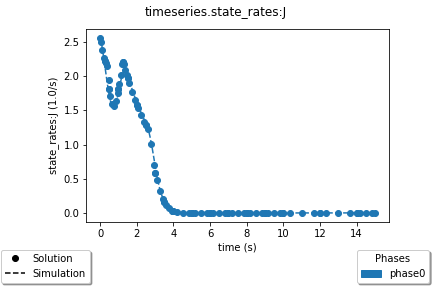 timeseries.state_rates:J
state_rates:J (1.0/s)
2.5
2.0
1.5
1.0
0.5
0.0
0 2 4 6 8 10 12 14
time (s)
Solution
Simulation
Phases
phase0